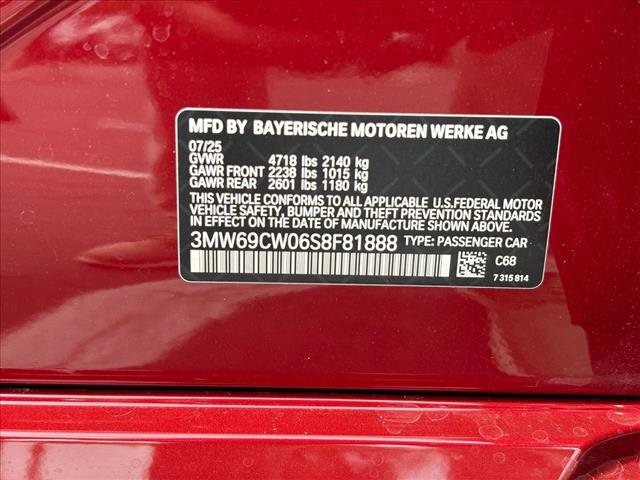 MFD BY BAYERISCHE MOTOREN WERKE AG
07/25
GVWR 4718 lbs 2140 kg
GAWR FRONT 2238 lbs 1015 kg
GAWR REAR 2601 lbs 1180 kg
THIS VEHICLE CONFORMS TO ALL APPLICABLE U.S.FEDERAL MOTOR
VEHICLE SAFETY, BUMPER AND THEFT PREVENTION STANDARDS
IN EFFECT ON THE DATE OF MANUFACTURE SHOWN ABOVE.
3MW69CW06S8F81888 TYPE: PASSENGER CAR
C68
7 315 814